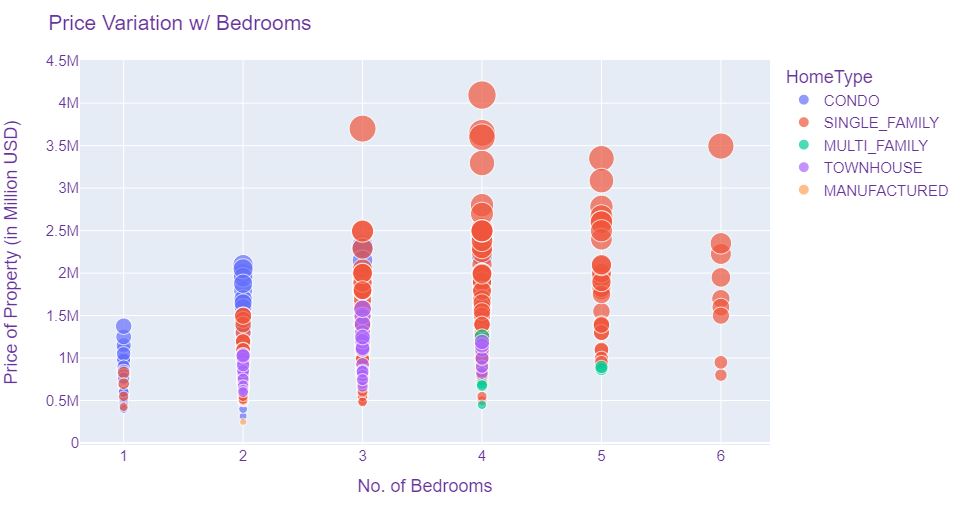 Price Variation w/ Bedrooms
4.5M
4M
3.5M
3M
2.5M
2M
1.5M
1M
0.5M
0
Price of Property (in Million USD)
1 2 3 4 5 6
No. of Bedrooms
HomeType
CONDO
SINGLE_FAMILY
MULTI_FAMILY
TOWNHOUSE
MANUFACTURED